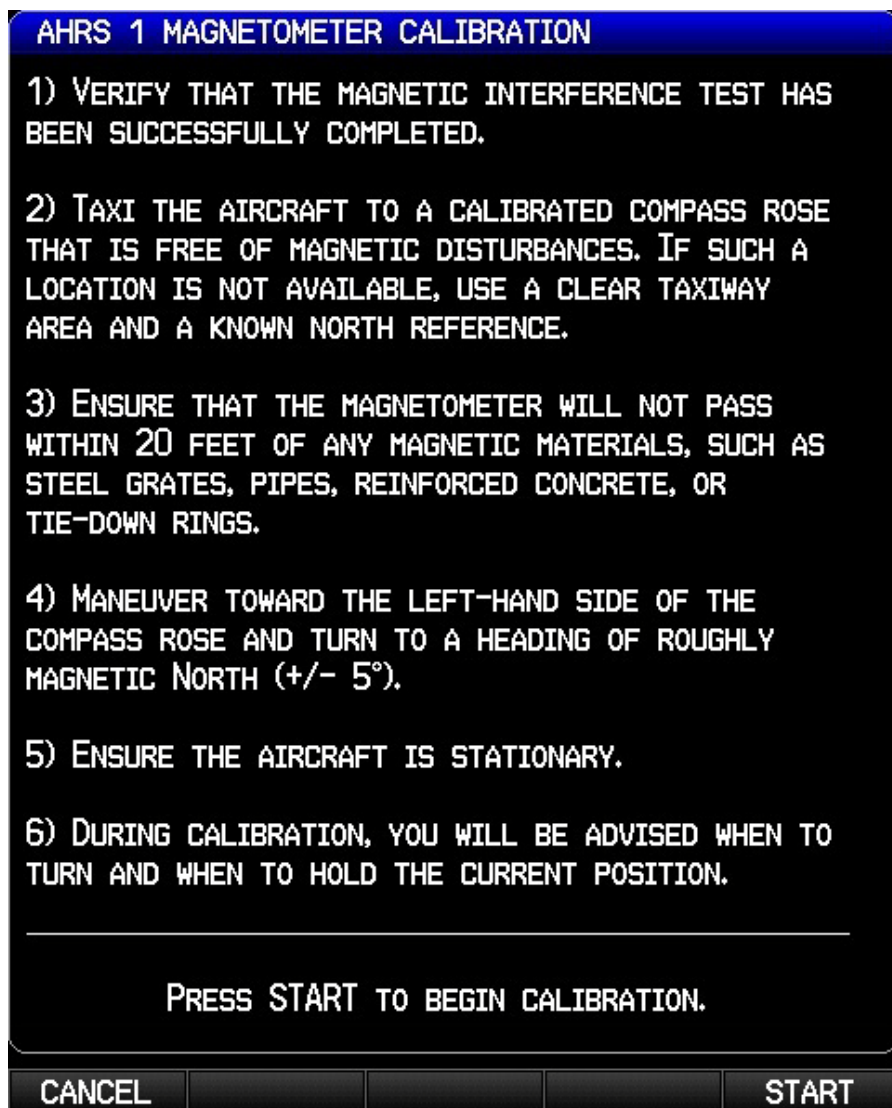 AHRS 1 MAGNETOMETER CALIBRATION
1) VERIFY THAT THE MAGNETIC INTERFERENCE TEST HAS
BEEN SUCCESSFULLY COMPLETED.
2) TAXI THE AIRCRAFT TO A CALIBRATED COMPASS ROSE
THAT IS FREE OF MAGNETIC DISTURBANCES. IF SUCH A
LOCATION IS NOT AVAILABLE, USE A CLEAR TAXIWAY
AREA AND A KNOWN NORTH REFERENCE.
3) ENSURE THAT THE MAGNETOMETER WILL NOT PASS
WITHIN 20 FEET OF ANY MAGNETIC MATERIALS, SUCH AS
STEEL GRATES, PIPES, REINFORCED CONCRETE, OR
TIE-DOWN RINGS.
4) MANEUVER TOWARD THE LEFT-HAND SIDE OF THE
COMPASS ROSE AND TURN TO A HEADING OF ROUGHLY
MAGNETIC NORTH (+/- 5°).
5) ENSURE THE AIRCRAFT IS STATIONARY.
6) DURING CALIBRATION, YOU WILL BE ADVISED WHEN TO
TURN AND WHEN TO HOLD THE CURRENT POSITION.
PRESS START TO BEGIN CALIBRATION.
CANCEL START